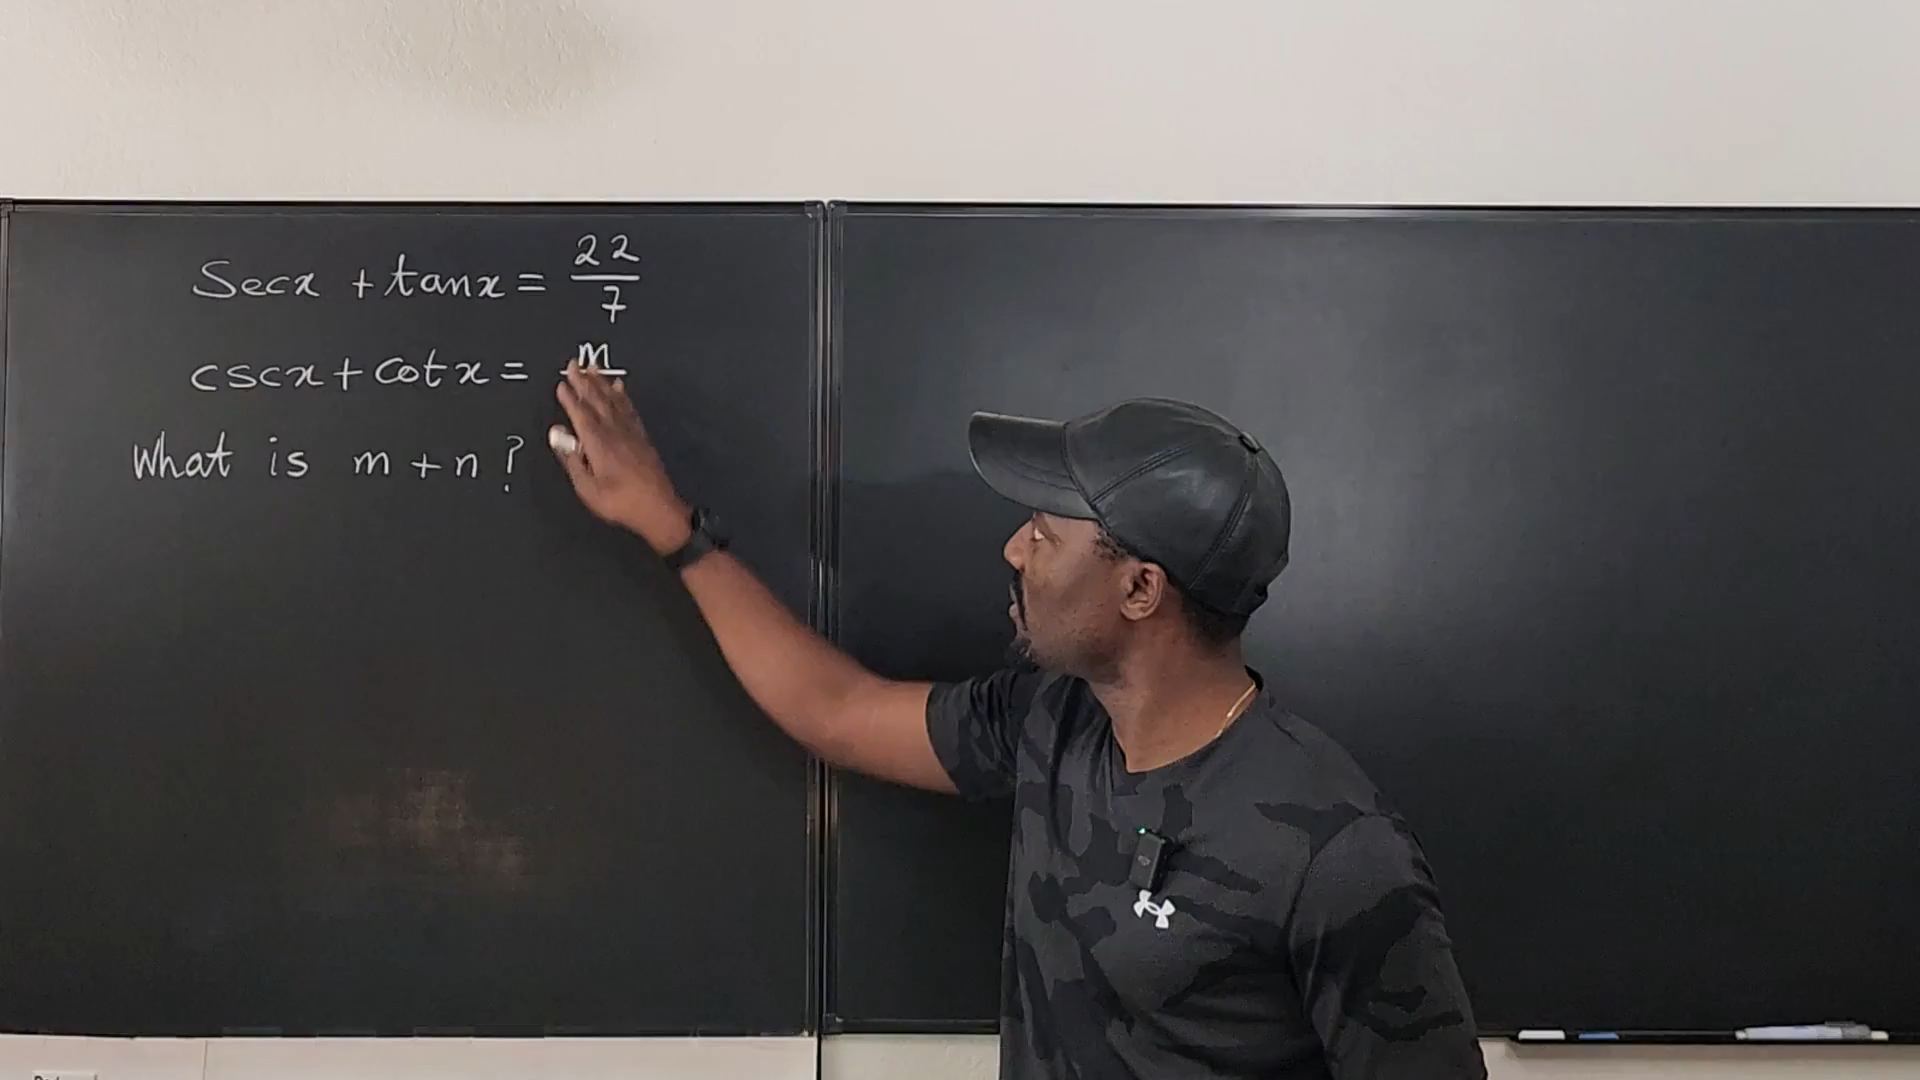 Secx + tanx = 22/7
cscx + cotx = m/
What is m + n ?